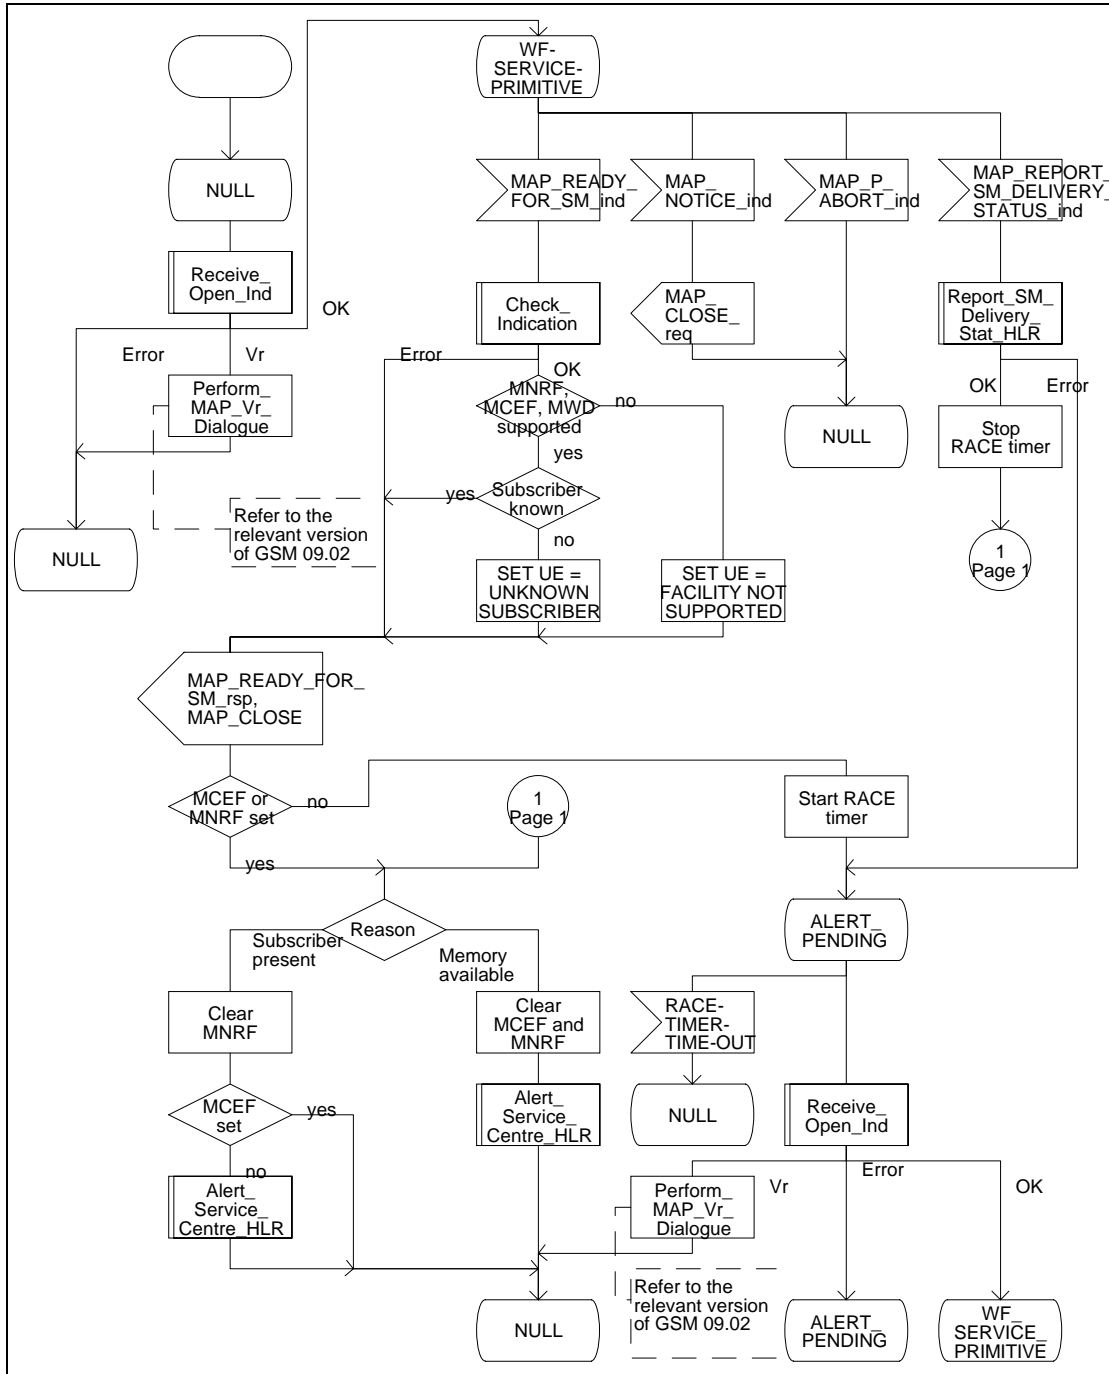 WF-
SERVICE-
PRIMITIVE
NULL
MAP_READY_
FOR_SM_ind
MAP_
NOTICE_ind
MAP_P_
ABORT_ind
MAP_REPORT_
SM_DELIVERY_
STATUS_ind
Receive_
Open_Ind
OK
Error
Vr
Check_
Indication
MAP_
CLOSE_
req
Report_SM_
Delivery_
Stat_HLR
Error
OK
OK
Error
Perform_
MAP_Vr_
Dialogue
MNRF,
MCEF, MWD
supported
no
yes
NULL
Stop
RACE timer
Subscriber
known
yes
no
Refer to the
relevant version
of GSM 09.02
NULL
1
Page 1
SET UE =
UNKNOWN
SUBSCRIBER
SET UE =
FACILITY NOT
SUPPORTED
MAP_READY_FOR_
SM_rsp,
MAP_CLOSE
MCEF or
MNRF set
no
yes
1
Page 1
Start RACE
timer
Reason
Subscriber
present
Memory
available
ALERT_
PENDING
Clear
MNRF
Clear
MCEF and
MNRF
RACE-
TIMER-
TIME-OUT
MCEF
set
yes
no
Alert_
Service_
Centre_HLR
NULL
Receive_
Open_Ind
Vr
Error
OK
Alert_
Service_
Centre_HLR
Perform_
MAP_Vr_
Dialogue
Refer to the
relevant version
of GSM 09.02
NULL
ALERT_
PENDING
WF_
SERVICE_
PRIMITIVE